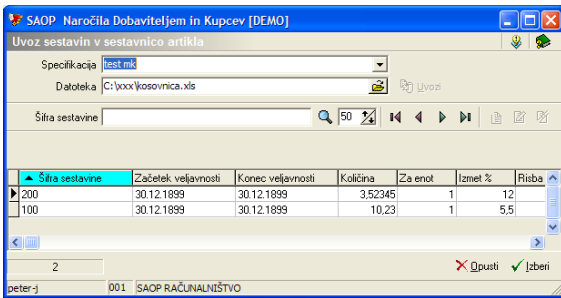 SAOP Naročila Dobaviteljem in Kupcev [DEMO]
Uvoz sestavin v sestavnico artikla
Specifikacija test mk
Datoteka C:\xxx\kosovnica.xls Uvozi
Šifra sestavine 50
Šifra sestavine Začetek veljavnosti Konec veljavnosti Količina Za enot Izmet % Risba
200 30.12.1899 30.12.1899 3,52345 1 12
100 30.12.1899 30.12.1899 10,23 1 5,5
2 Opusti Izberi
peter-j 001 SAOP RAČUNALNIŠTVO